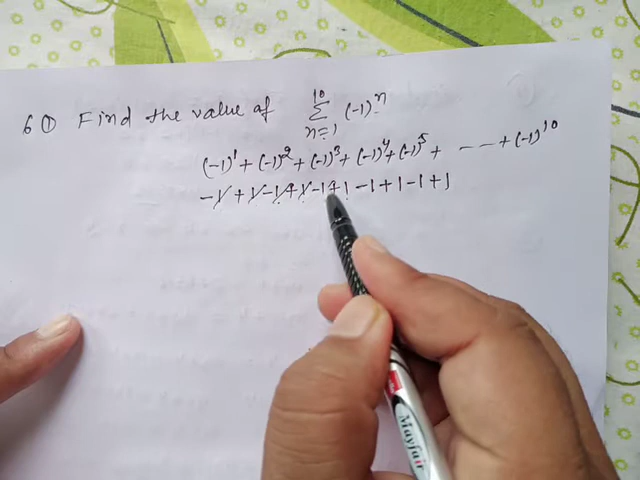 6① Find the value of 10 ∑ n=1 (-1)ⁿ
(-1)¹ + (-1)² + (-1)³ + (-1)⁴ + (-1)⁵ + ---- + (-1)¹⁰
-1 + 1 - 1 + 1 - 1 + 1 - 1 + 1 - 1 + 1
Mayfair